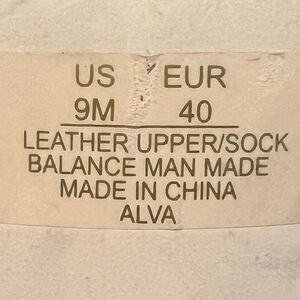 US EUR
9M 40
LEATHER UPPER/SOCK
BALANCE MAN MADE
MADE IN CHINA
ALVA